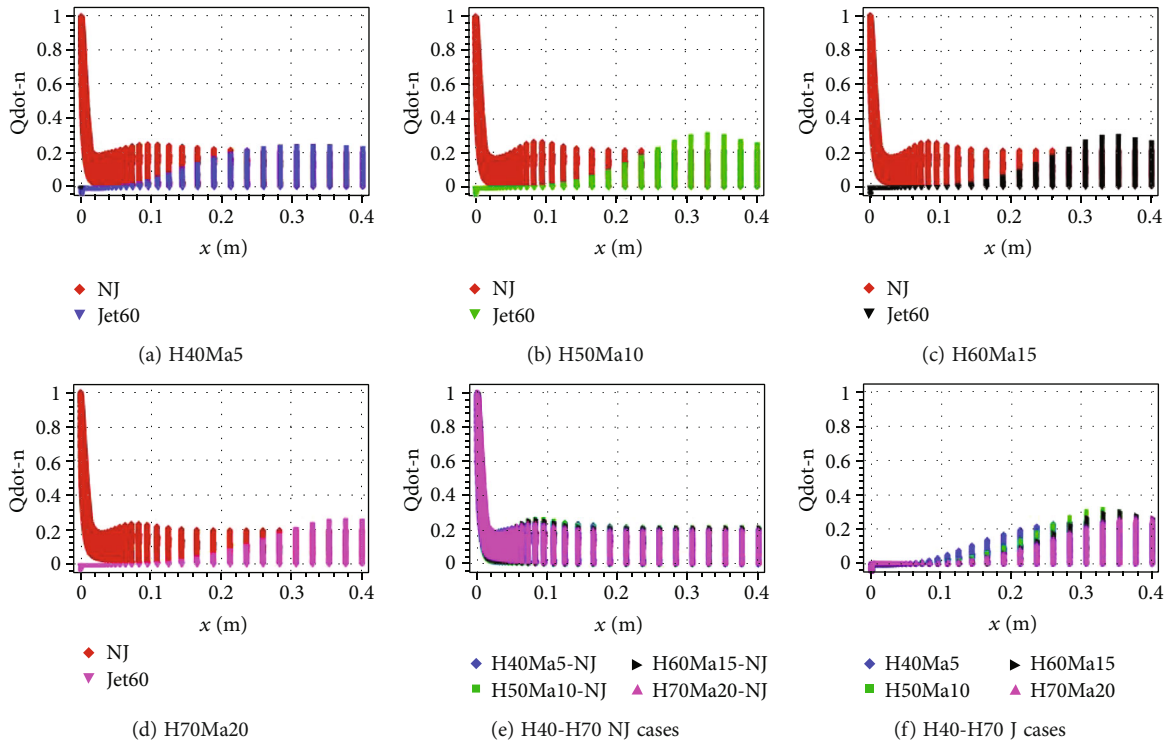 Qdot-n
1
0.8
0.6
0.4
0.2
0
0 0.1 0.2 0.3 0.4
x (m)
NJ
Jet60
(a) H40Ma5
Qdot-n
1
0.8
0.6
0.4
0.2
0
0 0.1 0.2 0.3 0.4
x (m)
NJ
Jet60
(b) H50Ma10
Qdot-n
1
0.8
0.6
0.4
0.2
0
0 0.1 0.2 0.3 0.4
x (m)
NJ
Jet60
(c) H60Ma15
Qdot-n
1
0.8
0.6
0.4
0.2
0
0 0.1 0.2 0.3 0.4
x (m)
NJ
Jet60
(d) H70Ma20
Qdot-n
1
0.8
0.6
0.4
0.2
0
0 0.1 0.2 0.3 0.4
x (m)
H40Ma5-NJ H60Ma15-NJ
H50Ma10-NJ H70Ma20-NJ
(e) H40-H70 NJ cases
Qdot-n
1
0.8
0.6
0.4
0.2
0
0 0.1 0.2 0.3 0.4
x (m)
H40Ma5 H60Ma15
H50Ma10 H70Ma20
(f) H40-H70 J cases